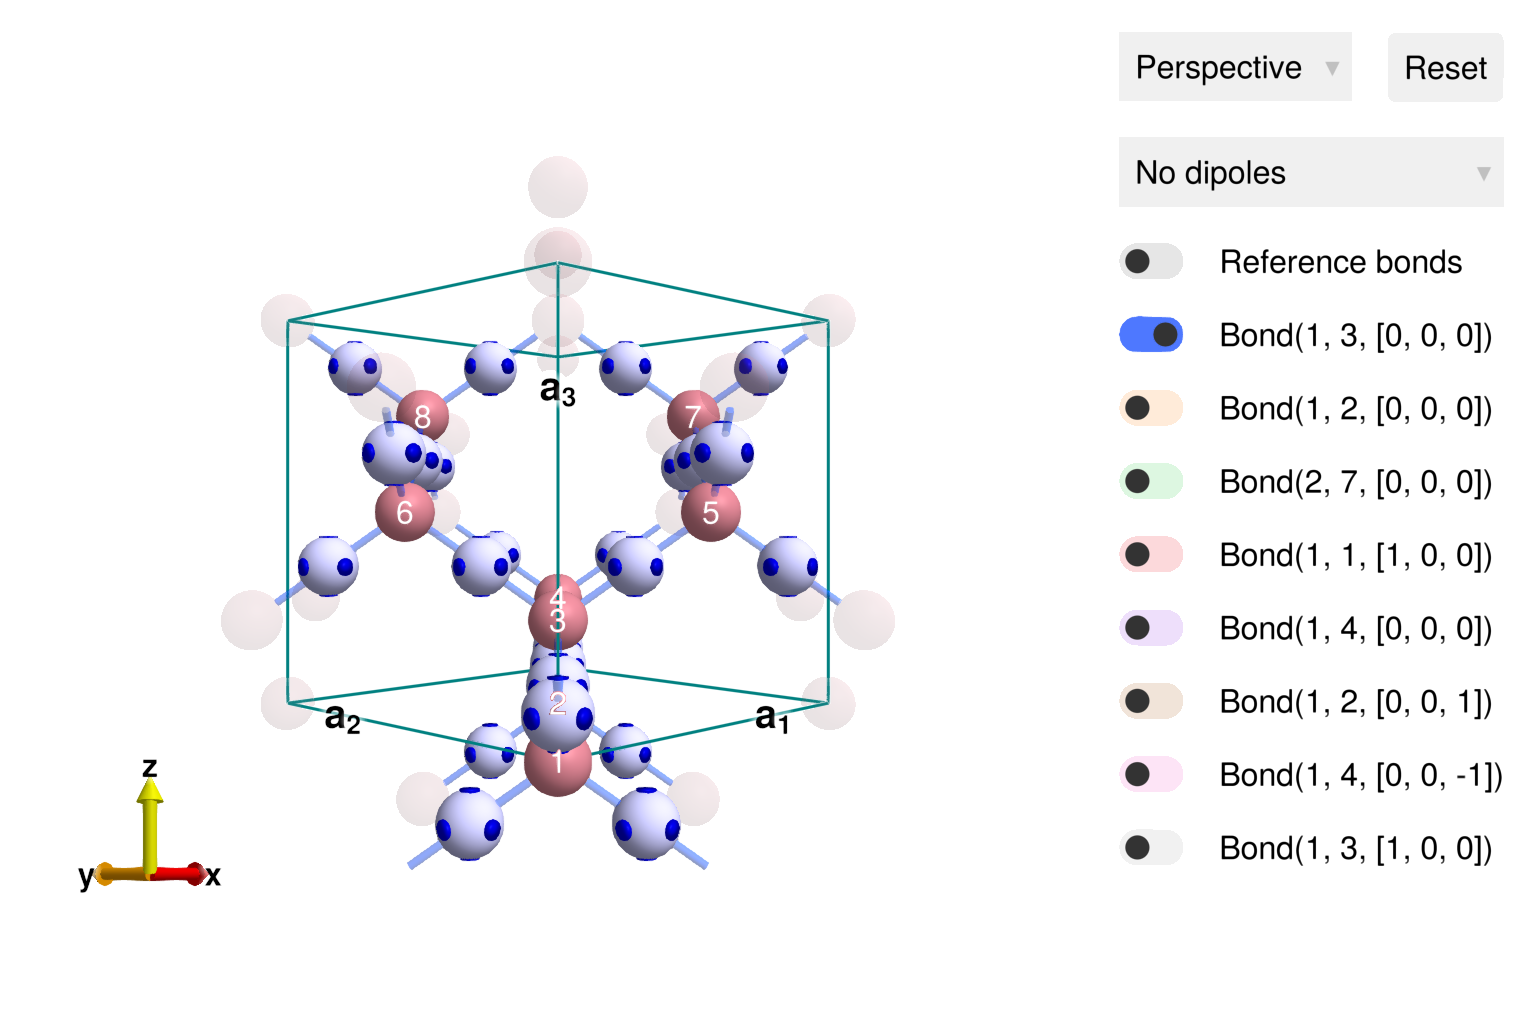 Perspective ▼
Reset
No dipoles ▼
Reference bonds
Bond(1, 3, [0, 0, 0])
Bond(1, 2, [0, 0, 0])
Bond(2, 7, [0, 0, 0])
Bond(1, 1, [1, 0, 0])
Bond(1, 4, [0, 0, 0])
Bond(1, 2, [0, 0, 1])
Bond(1, 4, [0, 0, -1])
Bond(1, 3, [1, 0, 0])
a₃
8
7
6
5
4
3
2
a₂
a₁
1
z
y
x